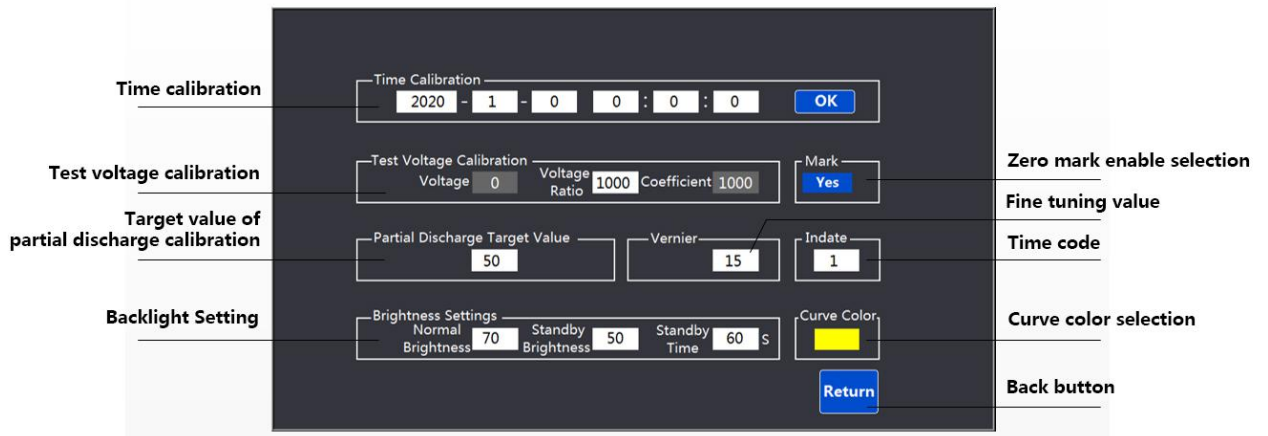 Time calibration
Time Calibration
2020 - 1 - 0 0 : 0 : 0 OK
Test voltage calibration
Test Voltage Calibration
Voltage 0 Voltage Ratio 1000 Coefficient 1000
Mark
Yes
Zero mark enable selection
Fine tuning value
Target value of
partial discharge calibration
Partial Discharge Target Value
50
Vernier
15
Indate
1
Time code
Backlight Setting
Brightness Settings
Normal Brightness 70 Standby Brightness 50 Standby Time 60 S
Curve Color
Curve color selection
Return
Back button